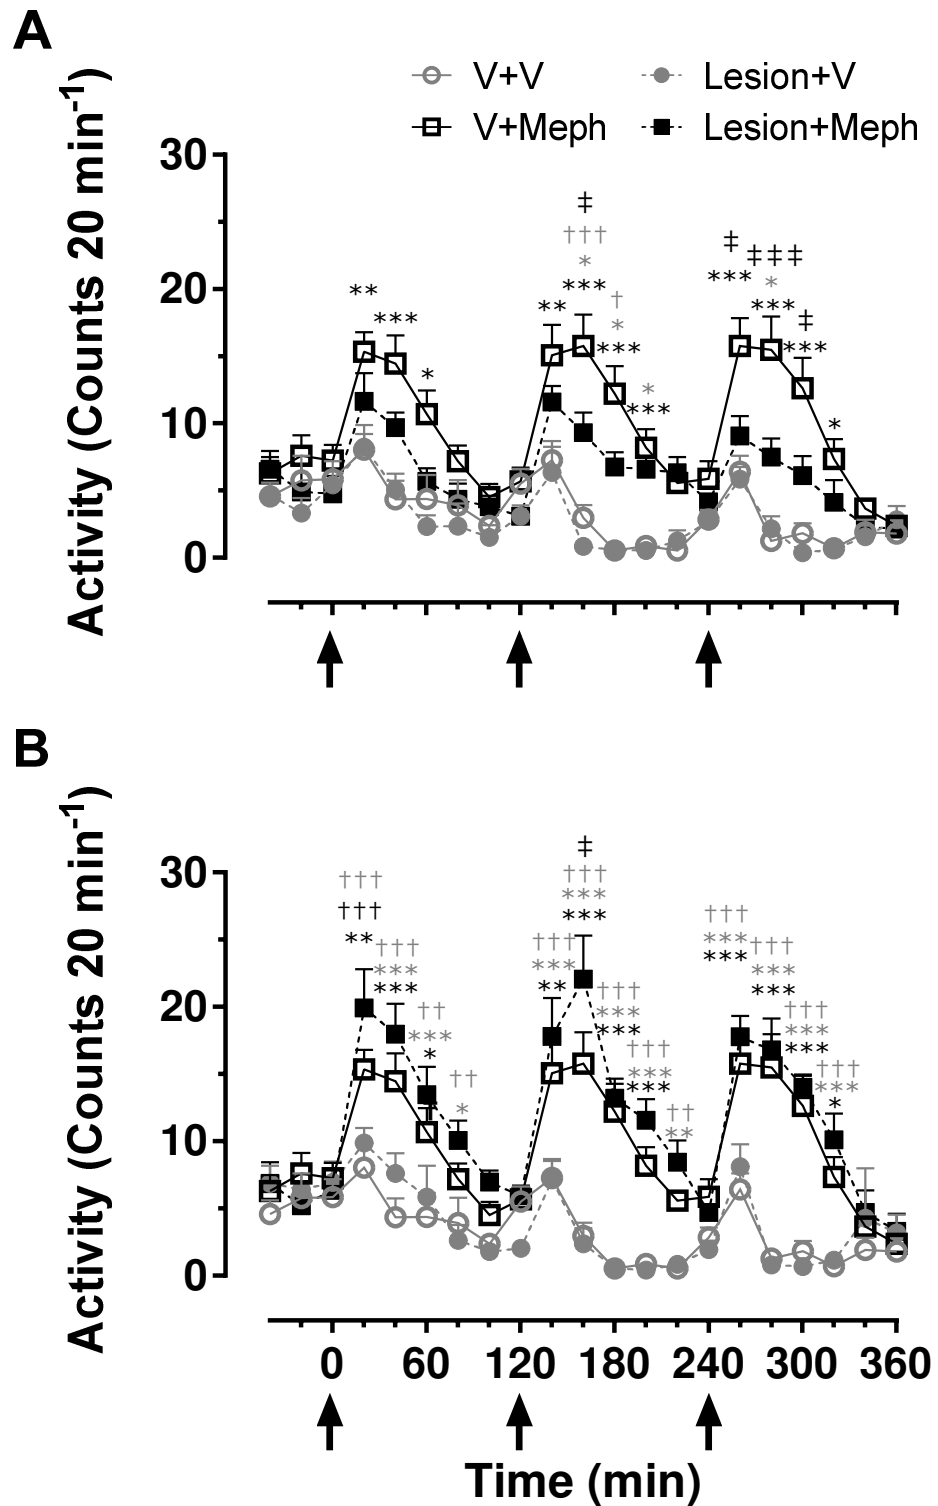 A
V+V Lesion+V
V+Meph Lesion+Meph
Activity (Counts 20 min-1)
30
20
10
0
‡
††† ‡
* † ‡‡‡
*** *
** *** ** * *** ‡
*** *** ***
* * *
***
B
Activity (Counts 20 min-1)
30
20
10
0
‡
††† †††
*** †††
††† *** *** †††
** ††† ††† *** ***
*** *** *** ††† *** †††
*** ** *** ***
†† *** *** †††
*** ††† ***
* †† *** *
* *** ††
**
0 60 120 180 240 300 360
Time (min)